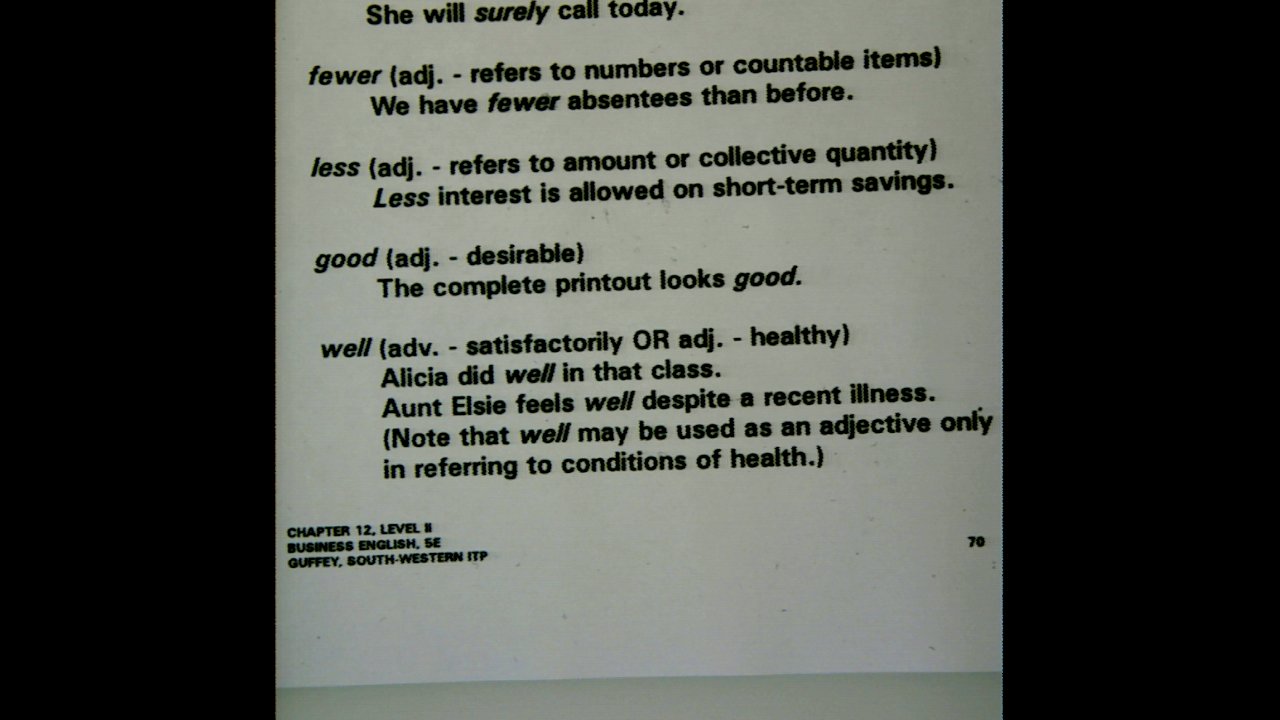 She will surely call today.
fewer (adj. - refers to numbers or countable items)
We have fewer absentees than before.
less (adj. - refers to amount or collective quantity)
Less interest is allowed on short-term savings.
good (adj. - desirable)
The complete printout looks good.
well (adv. - satisfactorily OR adj. - healthy)
Alicia did well in that class.
Aunt Elsie feels well despite a recent illness.
(Note that well may be used as an adjective only
in referring to conditions of health.)
CHAPTER 12, LEVEL II
BUSINESS ENGLISH, 5E
GUFFEY, SOUTH-WESTERN ITP
70